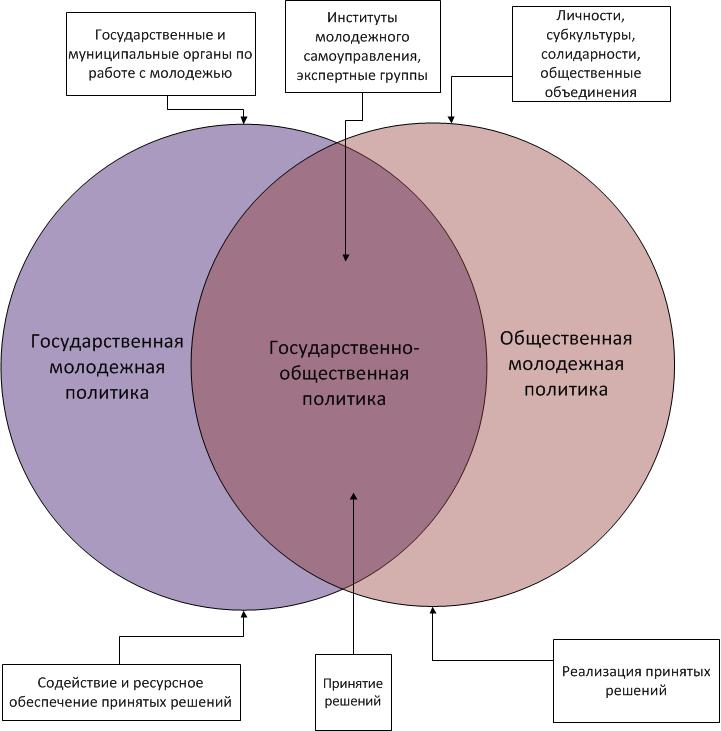 Государственные и
муниципальные органы по
работе с молодежью
Институты
молодежного
самоуправления,
экспертные группы
Личности,
субкультуры,
солидарности,
общественные
объединения
Государственная
молодежная
политика
Государственно-
общественная
политика
Общественная
молодежная
политика
Содействие и ресурсное
обеспечение принятых решений
Принятие
решений
Реализация принятых
решений